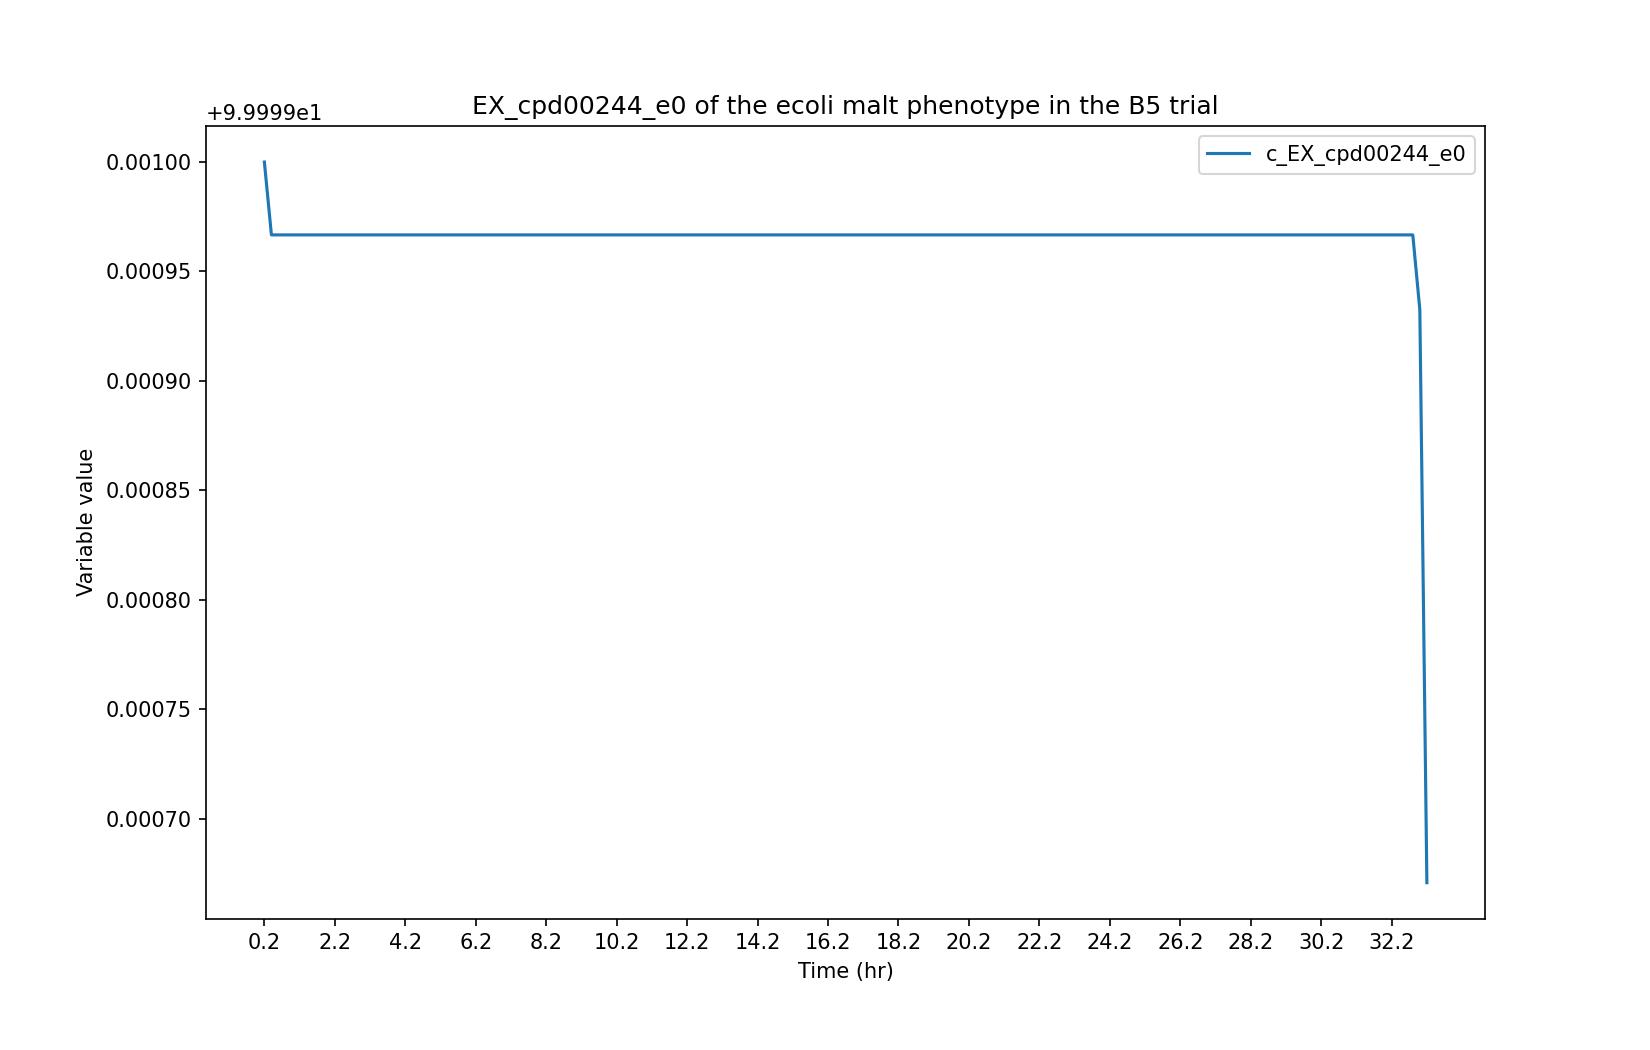 EX_cpd00244_e0 of the ecoli malt phenotype in the B5 trial
+9.9999e1
c_EX_cpd00244_e0
0.00100
0.00095
0.00090
0.00085
0.00080
0.00075
0.00070
Variable value
0.2 2.2 4.2 6.2 8.2 10.2 12.2 14.2 16.2 18.2 20.2 22.2 24.2 26.2 28.2 30.2 32.2
Time (hr)